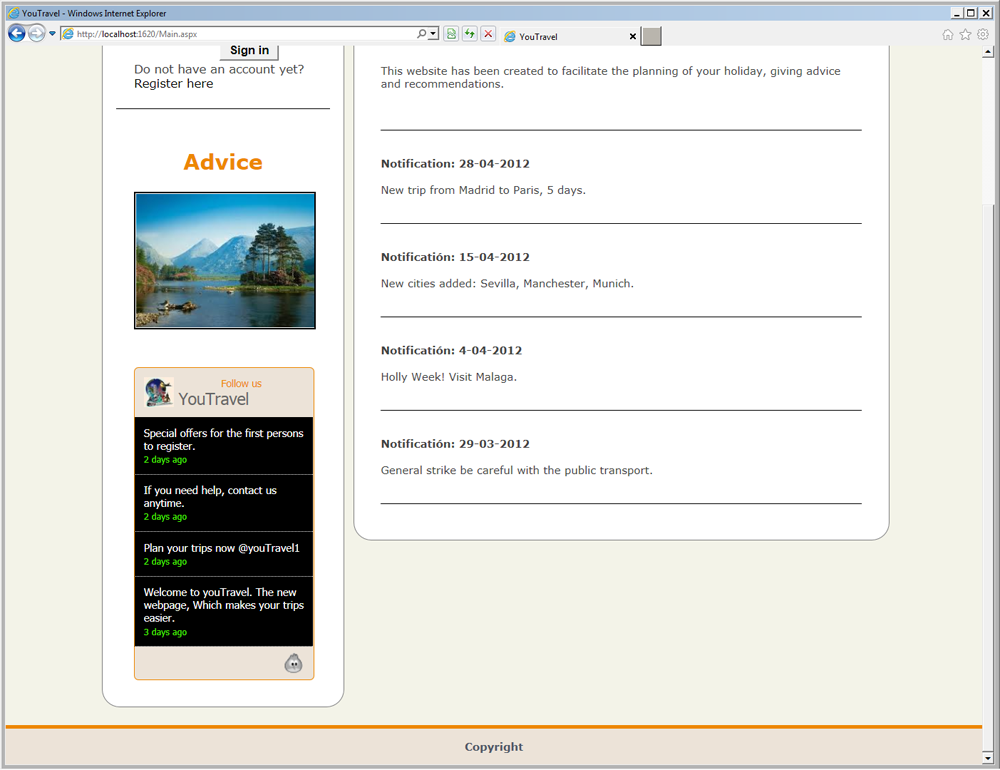 YouTravel - Windows Internet Explorer
http://localhost:1620/Main.aspx
YouTravel
Sign in
Do not have an account yet?
Register here
Advice
Follow us
YouTravel
Special offers for the first persons
to register.
2 days ago
If you need help, contact us
anytime.
2 days ago
Plan your trips now @youTravel1
2 days ago
Welcome to youTravel. The new
webpage, Which makes your trips
easier.
3 days ago
This website has been created to facilitate the planning of your holiday, giving advice
and recommendations.
Notification: 28-04-2012
New trip from Madrid to Paris, 5 days.
Notificatión: 15-04-2012
New cities added: Sevilla, Manchester, Munich.
Notificatión: 4-04-2012
Holly Week! Visit Malaga.
Notificatión: 29-03-2012
General strike be careful with the public transport.
Copyright